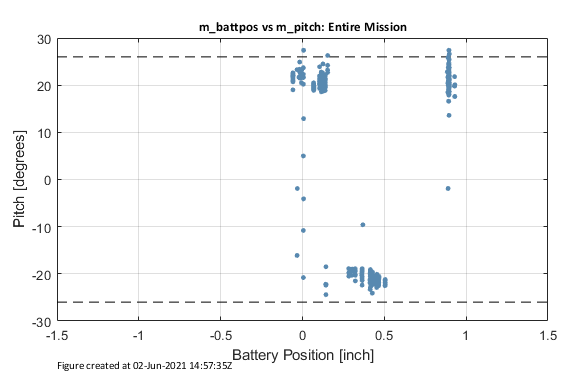 m_battpos vs m_pitch: Entire Mission
30
20
10
0
-10
-20
-30
Pitch [degrees]
-1.5 -1 -0.5 0 0.5 1 1.5
Battery Position [inch]
Figure created at 02-Jun-2021 14:57:35Z